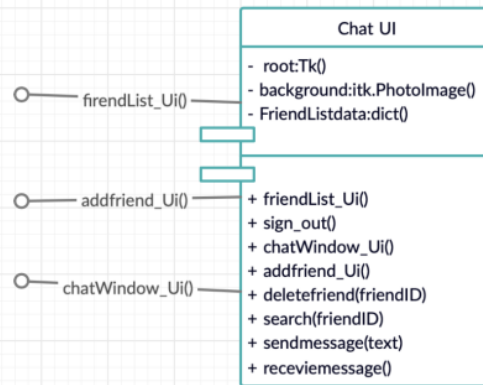 Chat UI
- root:Tk()
- background:itk.PhotoImage()
- FriendListdata:dict()
firendList_Ui()
addfriend_Ui()
chatWindow_Ui()
+ friendList_Ui()
+ sign_out()
+ chatWindow_Ui()
+ addfriend_Ui()
+ deletefriend(friendID)
+ search(friendID)
+ sendmessage(text)
+ receviemessage()